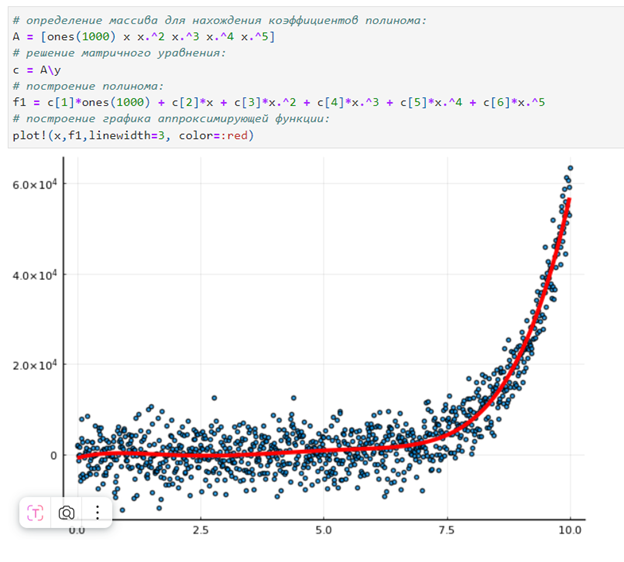 # определение массива для нахождения коэффициентов полинома:
A = [ones(1000) x x.^2 x.^3 x.^4 x.^5]
# решение матричного уравнения:
c = A\y
# построение полинома:
f1 = c[1]*ones(1000) + c[2]*x + c[3]*x.^2 + c[4]*x.^3 + c[5]*x.^4 + c[6]*x.^5
# построение графика аппроксимирующей функции:
plot!(x,f1,linewidth=3, color=:red)
6.0×10⁴
4.0×10⁴
2.0×10⁴
0
0.0 2.5 5.0 7.5 10.0